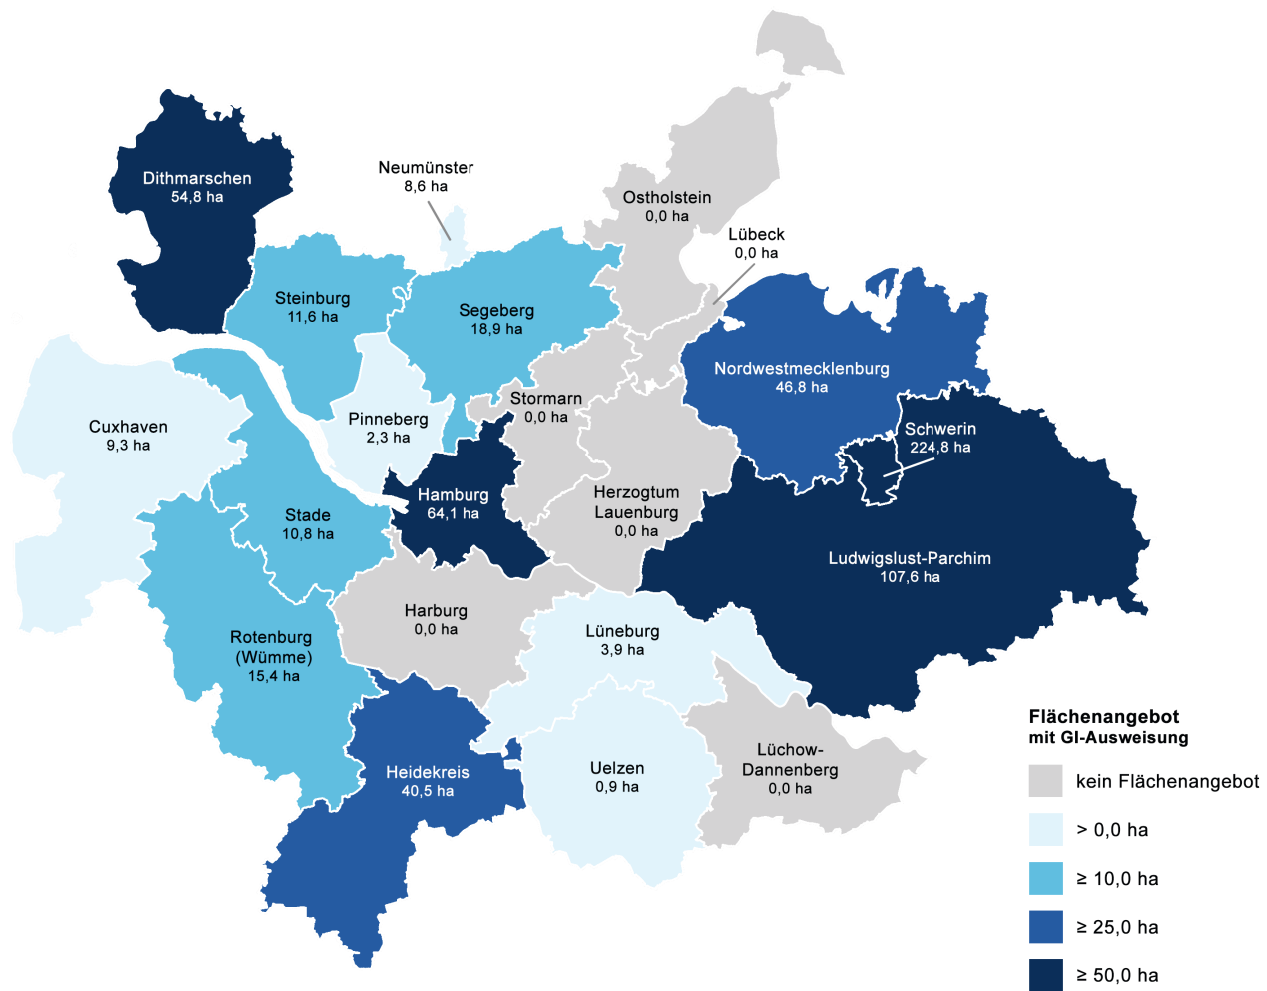 Dithmarschen
54,8 ha
Neumünster
8,6 ha
Ostholstein
0,0 ha
Lübeck
0,0 ha
Steinburg
11,6 ha
Segeberg
18,9 ha
Nordwestmecklenburg
46,8 ha
Cuxhaven
9,3 ha
Pinneberg
2,3 ha
Stormarn
0,0 ha
Schwerin
224,8 ha
Stade
10,8 ha
Hamburg
64,1 ha
Herzogtum
Lauenburg
0,0 ha
Ludwigslust-Parchim
107,6 ha
Harburg
0,0 ha
Rotenburg
(Wümme)
15,4 ha
Lüneburg
3,9 ha
Heidekreis
40,5 ha
Uelzen
0,9 ha
Lüchow-
Dannenberg
0,0 ha
Flächenangebot
mit GI-Ausweisung
kein Flächenangebot
> 0,0 ha
≥ 10,0 ha
≥ 25,0 ha
≥ 50,0 ha